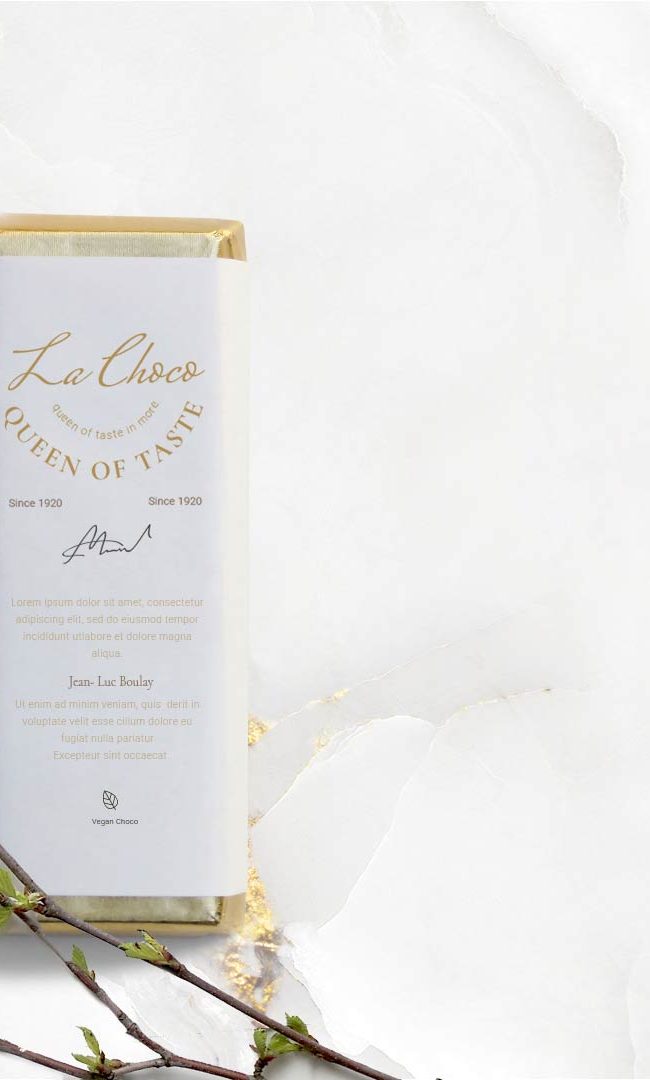 La Choco
queen of taste in more
QUEEN OF TASTE
Since 1920 Since 1920
Lorem ipsum dolor sit amet, consectetur
adipiscing elit, sed do eiusmod tempor
incididunt utlabore et dolore magna
aliqua.
Jean- Luc Boulay
Ut enim ad minim veniam, quis derit in
voluptate velit esse cillum dolore eu
fugiat nulla pariatur
Excepteur sint occaecat
Vegan Choco